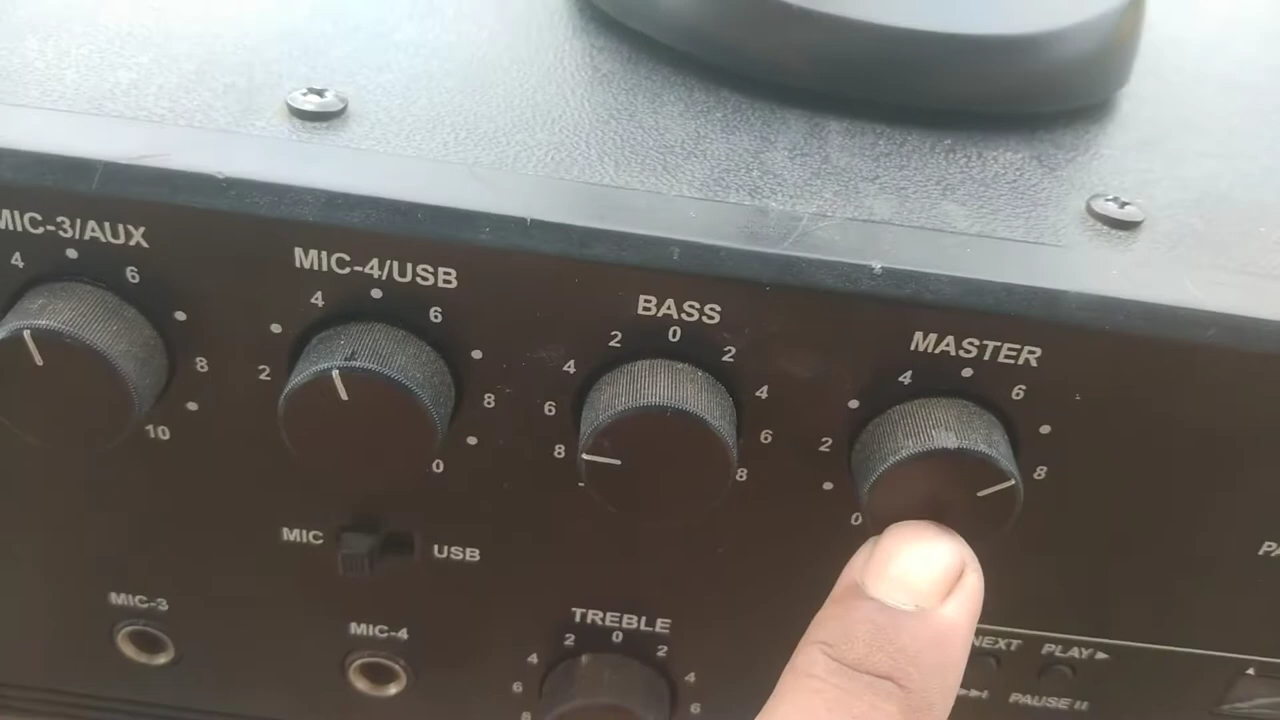 MIC-3/AUX
4 6
8
10
MIC-4/USB
4 6
2 8
0
BASS
2 0 2
4 4
6 6
8 8
MASTER
4 6
2 8
0
MIC USB
MIC-3
MIC-4
TREBLE
2 0 2
4 4
6 6
8
NEXT PLAY
PAUSE